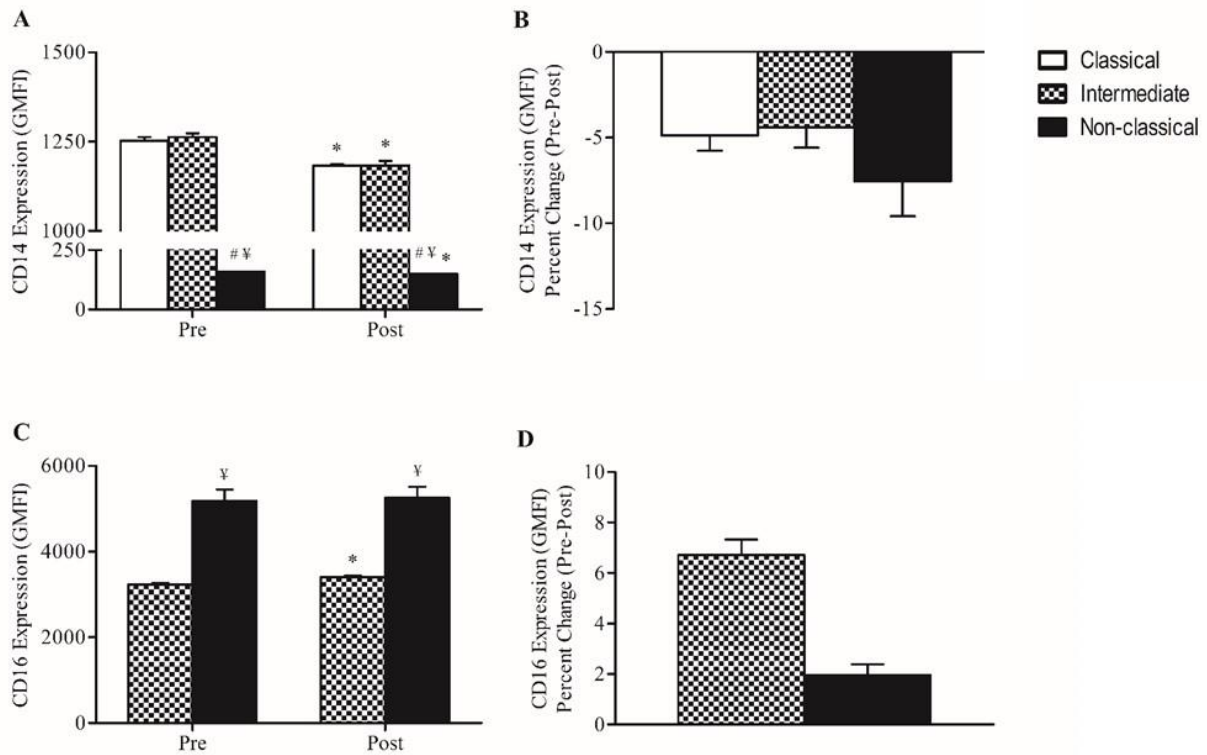 A
CD14 Expression (GMFI)
1500
1250
1000
250
0
* *
# ¥
# ¥ *
Pre Post
B
CD14 Expression (GMFI)
Percent Change (Pre-Post)
0
-5
-10
-15
Classical
Intermediate
Non-classical
C
CD16 Expression (GMFI)
6000
4000
2000
0
¥ ¥
*
Pre Post
D
CD16 Expression (GMFI)
Percent Change (Pre-Post)
10
8
6
4
2
0